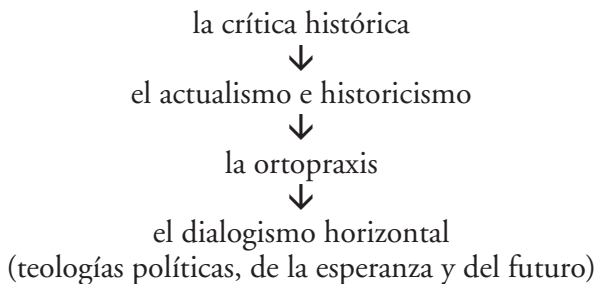 la crítica histórica
↓
el actualismo e historicismo
↓
la ortopraxis
↓
el dialogismo horizontal
(teologías políticas, de la esperanza y del futuro)